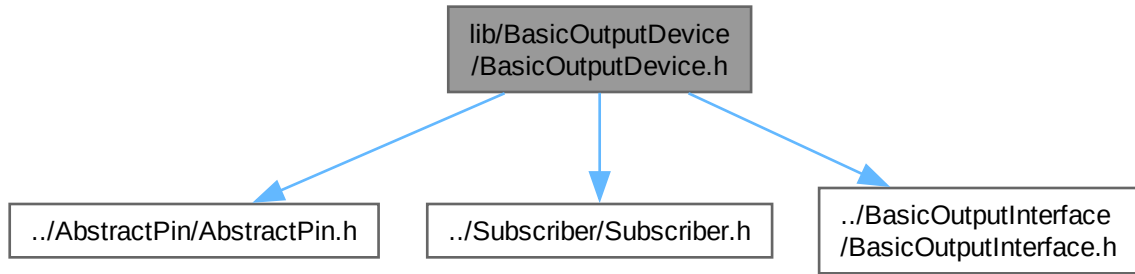 lib/BasicOutputDevice
/BasicOutputDevice.h
../AbstractPin/AbstractPin.h
../Subscriber/Subscriber.h
../BasicOutputInterface
/BasicOutputInterface.h